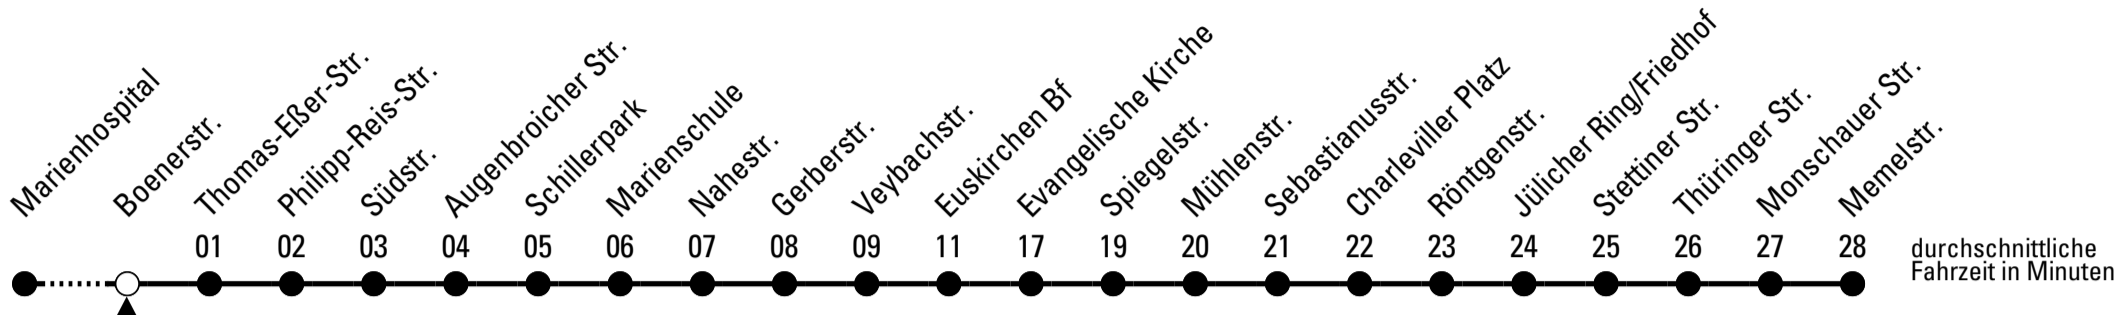 Marienhospital
Boenerstr.
Thomas-Eßer-Str.
Philipp-Reis-Str.
Südstr.
Augenbroicher Str.
Schillerpark
Marienschule
Nahestr.
Gerberstr.
Veybachstr.
Euskirchen Bf
Evangelische Kirche
Spiegelstr.
Mühlenstr.
Sebastianusstr.
Charleviller Platz
Röntgenstr.
Jülicher Ring/Friedhof
Stettiner Str.
Thüringer Str.
Monschauer Str.
Memelstr.
01 02 03 04 05 06 07 08 09 11 17 19 20 21 22 23 24 25 26 27 28
durchschnittliche
Fahrzeit in Minuten